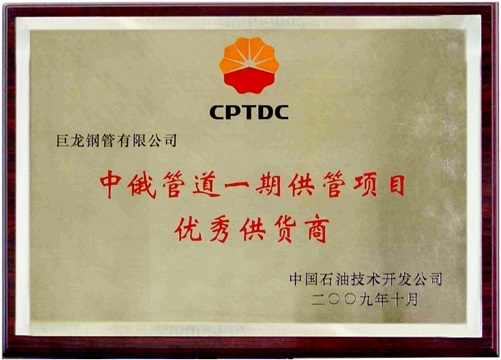 CPTDC
巨龙钢管有限公司
中俄管道一期供管项目
优秀供货商
中国石油技术开发公司
二〇〇九年十月